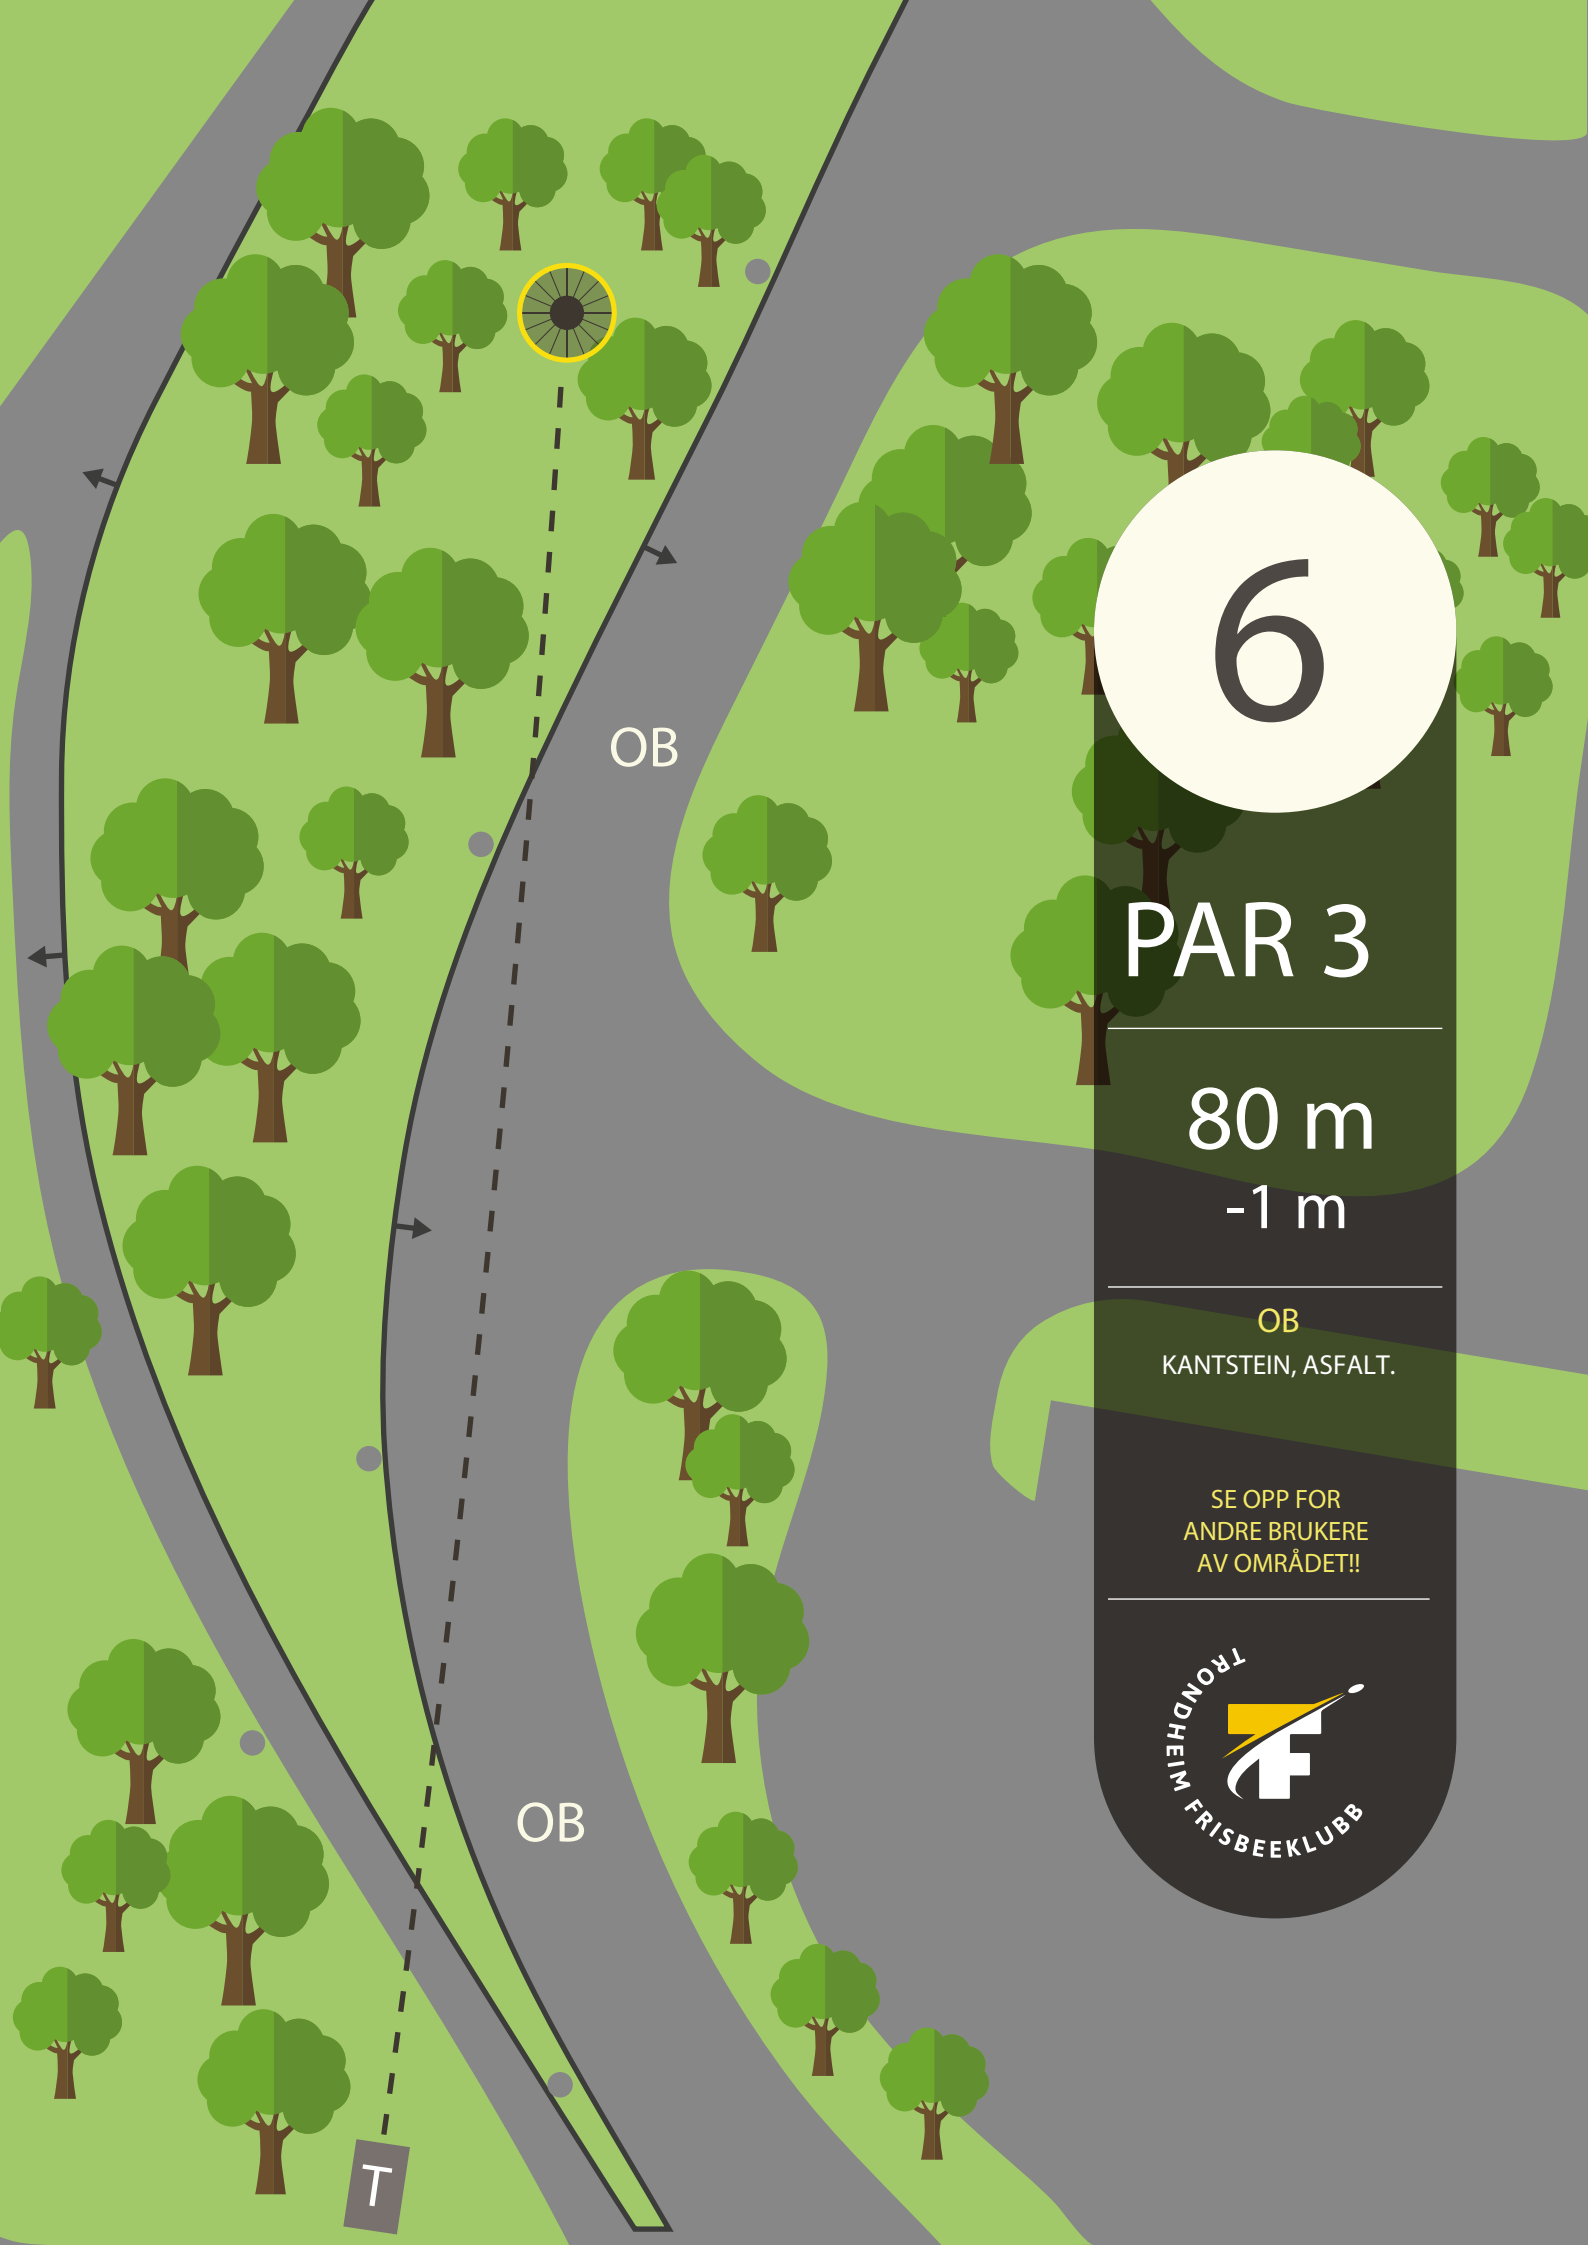 6
OB
PAR 3
80 m
-1 m
OB
KANTSTEIN, ASFALT.
SE OPP FOR
ANDRE BRUKERE
AV OMRÅDET!!
TRONDHEIM FRISBEEKLUBB
TF
OB
T